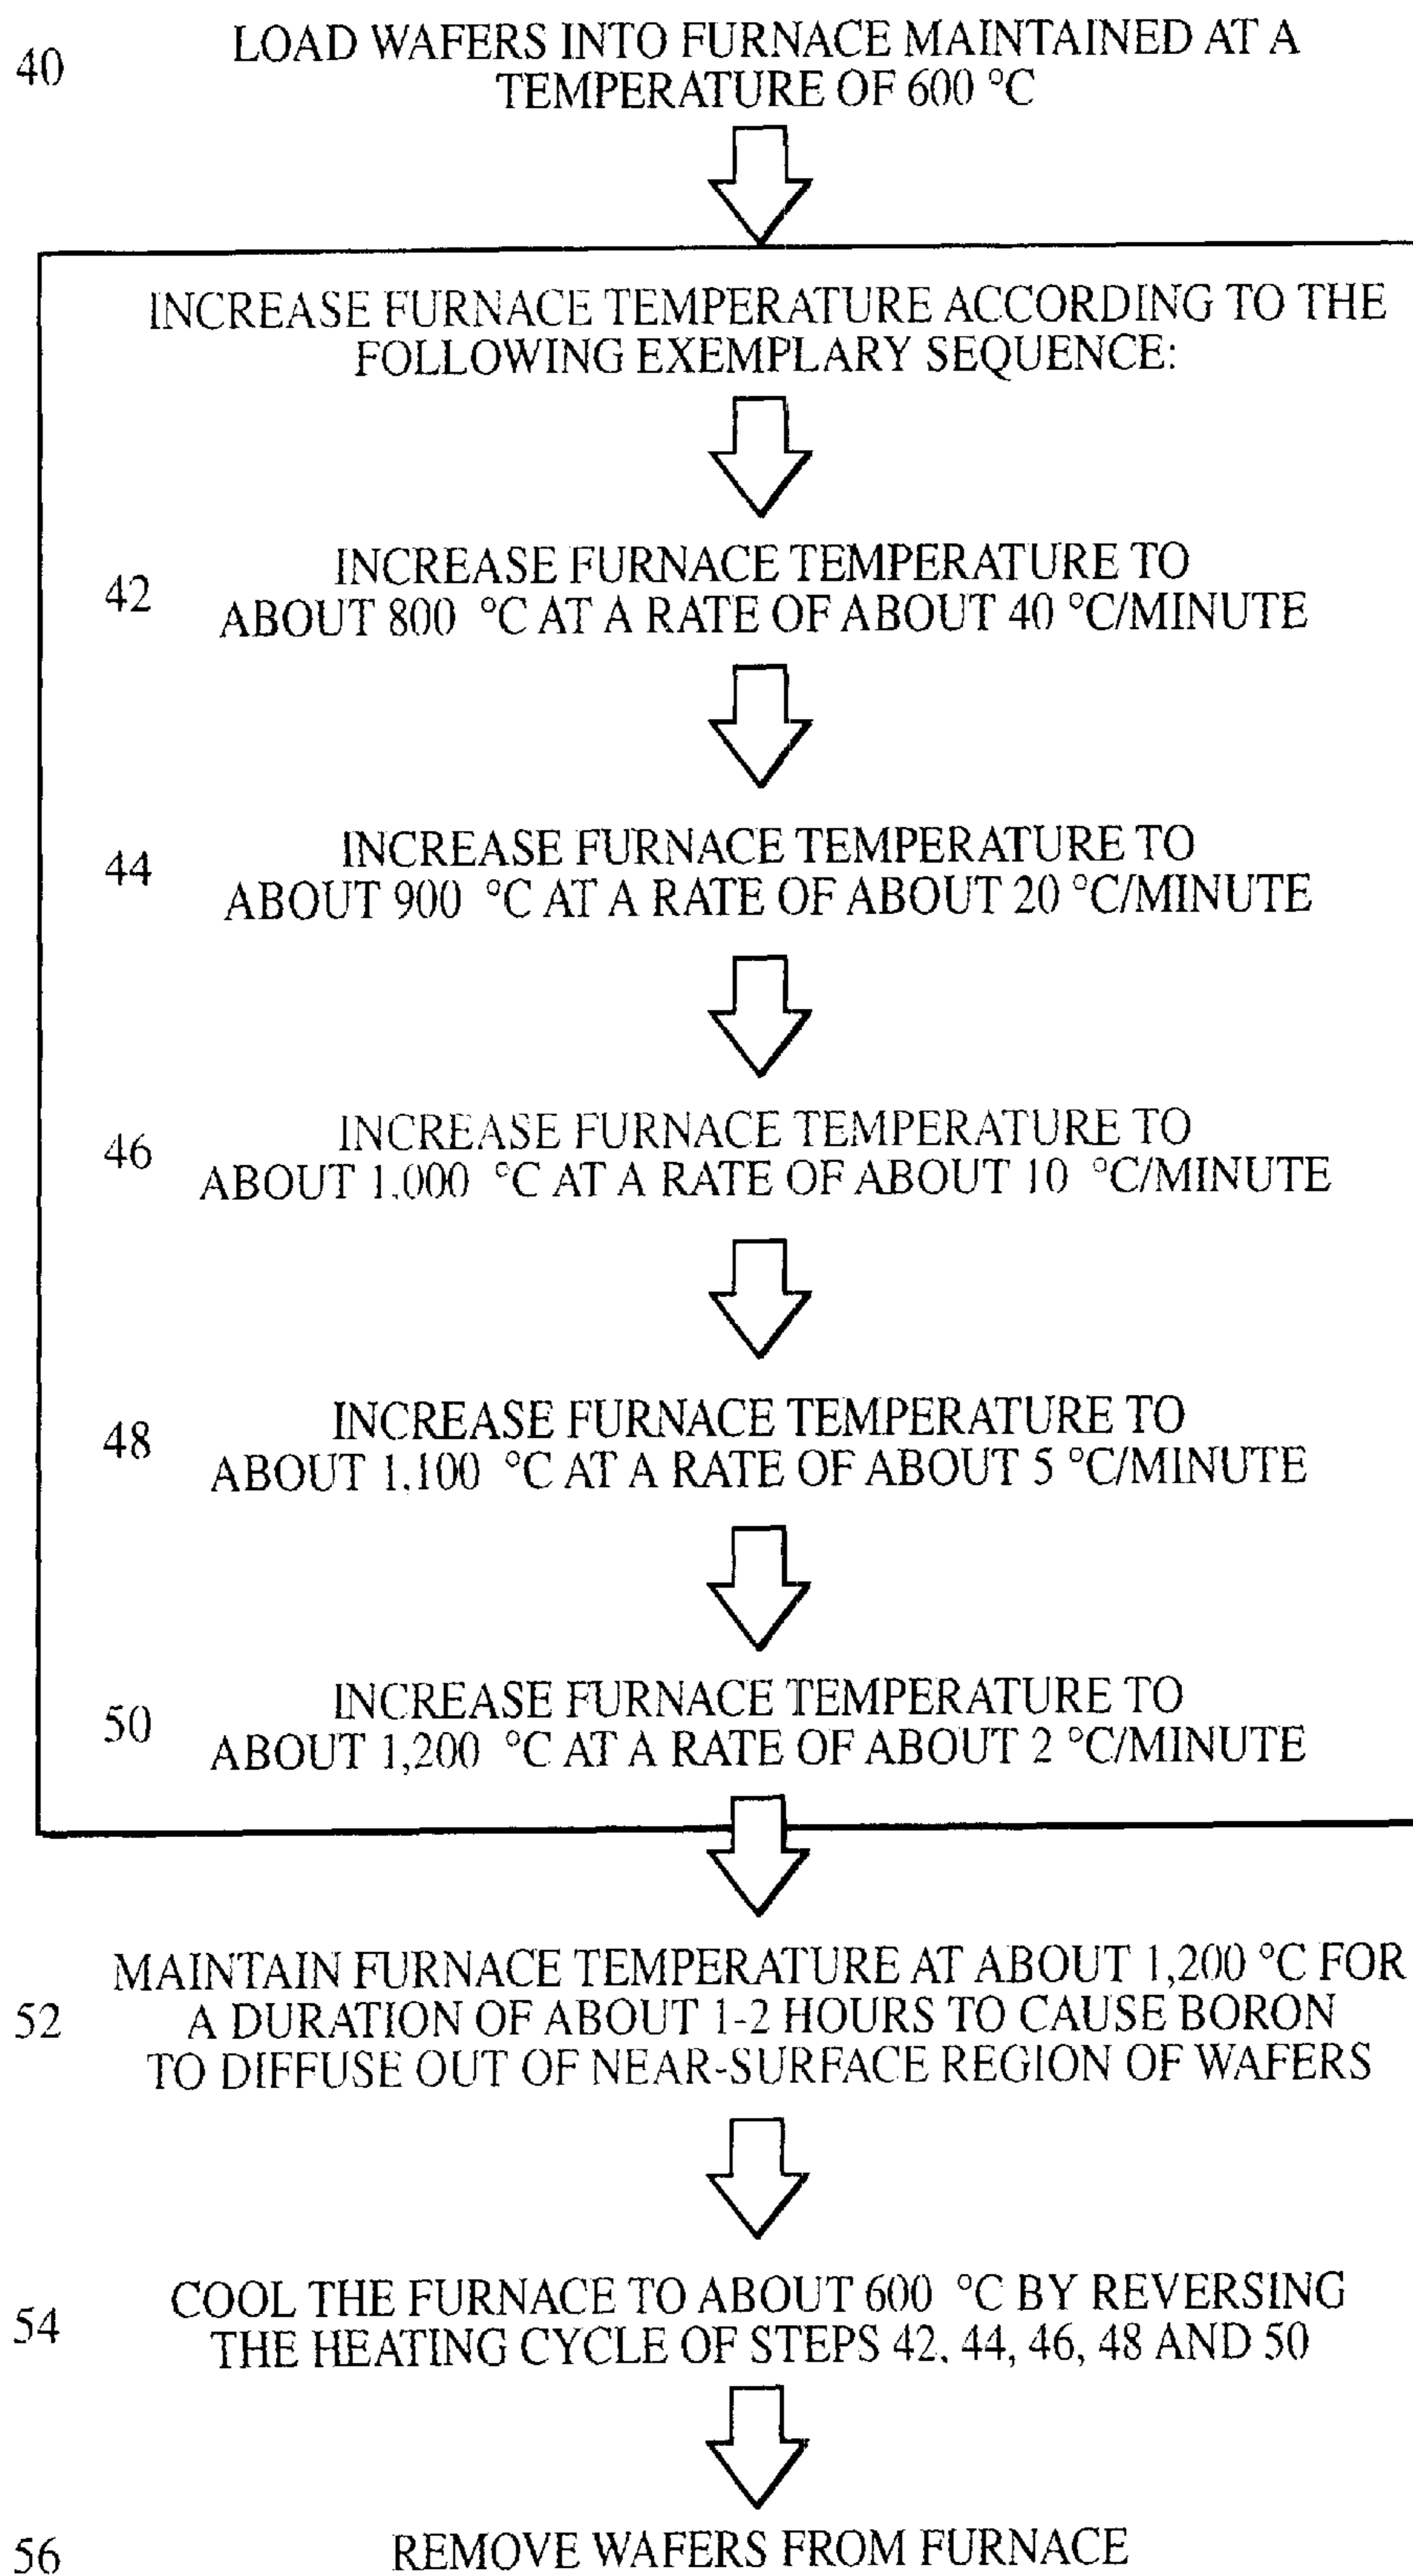 40 LOAD WAFERS INTO FURNACE MAINTAINED AT A
TEMPERATURE OF 600 °C
INCREASE FURNACE TEMPERATURE ACCORDING TO THE
FOLLOWING EXEMPLARY SEQUENCE:
42 INCREASE FURNACE TEMPERATURE TO
ABOUT 800 °C AT A RATE OF ABOUT 40 °C/MINUTE
44 INCREASE FURNACE TEMPERATURE TO
ABOUT 900 °C AT A RATE OF ABOUT 20 °C/MINUTE
46 INCREASE FURNACE TEMPERATURE TO
ABOUT 1,000 °C AT A RATE OF ABOUT 10 °C/MINUTE
48 INCREASE FURNACE TEMPERATURE TO
ABOUT 1,100 °C AT A RATE OF ABOUT 5 °C/MINUTE
50 INCREASE FURNACE TEMPERATURE TO
ABOUT 1,200 °C AT A RATE OF ABOUT 2 °C/MINUTE
MAINTAIN FURNACE TEMPERATURE AT ABOUT 1,200 °C FOR
52 A DURATION OF ABOUT 1-2 HOURS TO CAUSE BORON
TO DIFFUSE OUT OF NEAR-SURFACE REGION OF WAFERS
54 COOL THE FURNACE TO ABOUT 600 °C BY REVERSING
THE HEATING CYCLE OF STEPS 42, 44, 46, 48 AND 50
56 REMOVE WAFERS FROM FURNACE